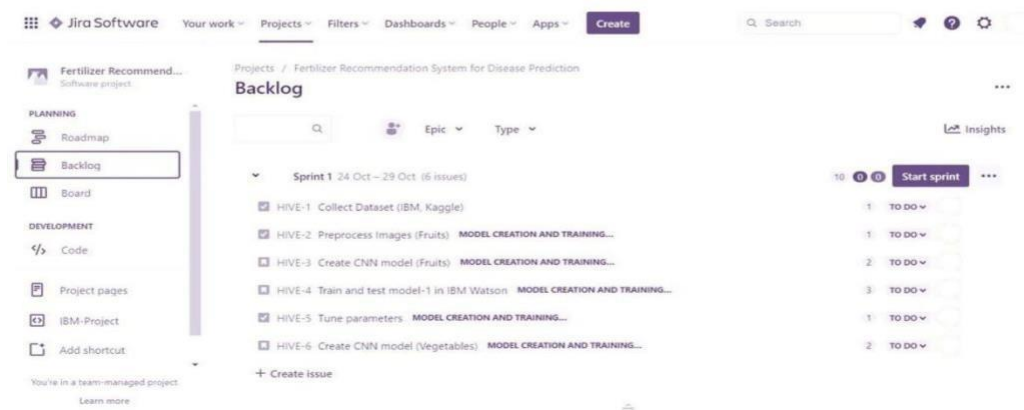 Jira Software Your work Projects Filters Dashboards People Apps Create Search
Fertilizer Recommend...
Software project
PLANNING
Roadmap
Backlog
Board
DEVELOPMENT
Code
Project pages
IBM-Project
Add shortcut
You're in a team-managed project
Learn more
Projects / Fertilizer Recommendation System for Disease Prediction
Backlog
Epic Type Insights
Sprint 1 24 Oct – 29 Oct (6 issues) 10 0 0 Start sprint
HIVE-1 Collect Dataset (IBM, Kaggle) 1 TO DO
HIVE-2 Preprocess Images (Fruits) MODEL CREATION AND TRAINING... 1 TO DO
HIVE-3 Create CNN model (Fruits) MODEL CREATION AND TRAINING... 2 TO DO
HIVE-4 Train and test model-1 in IBM Watson MODEL CREATION AND TRAINING... 3 TO DO
HIVE-5 Tune parameters MODEL CREATION AND TRAINING... 1 TO DO
HIVE-6 Create CNN model (Vegetables) MODEL CREATION AND TRAINING... 2 TO DO
+ Create issue